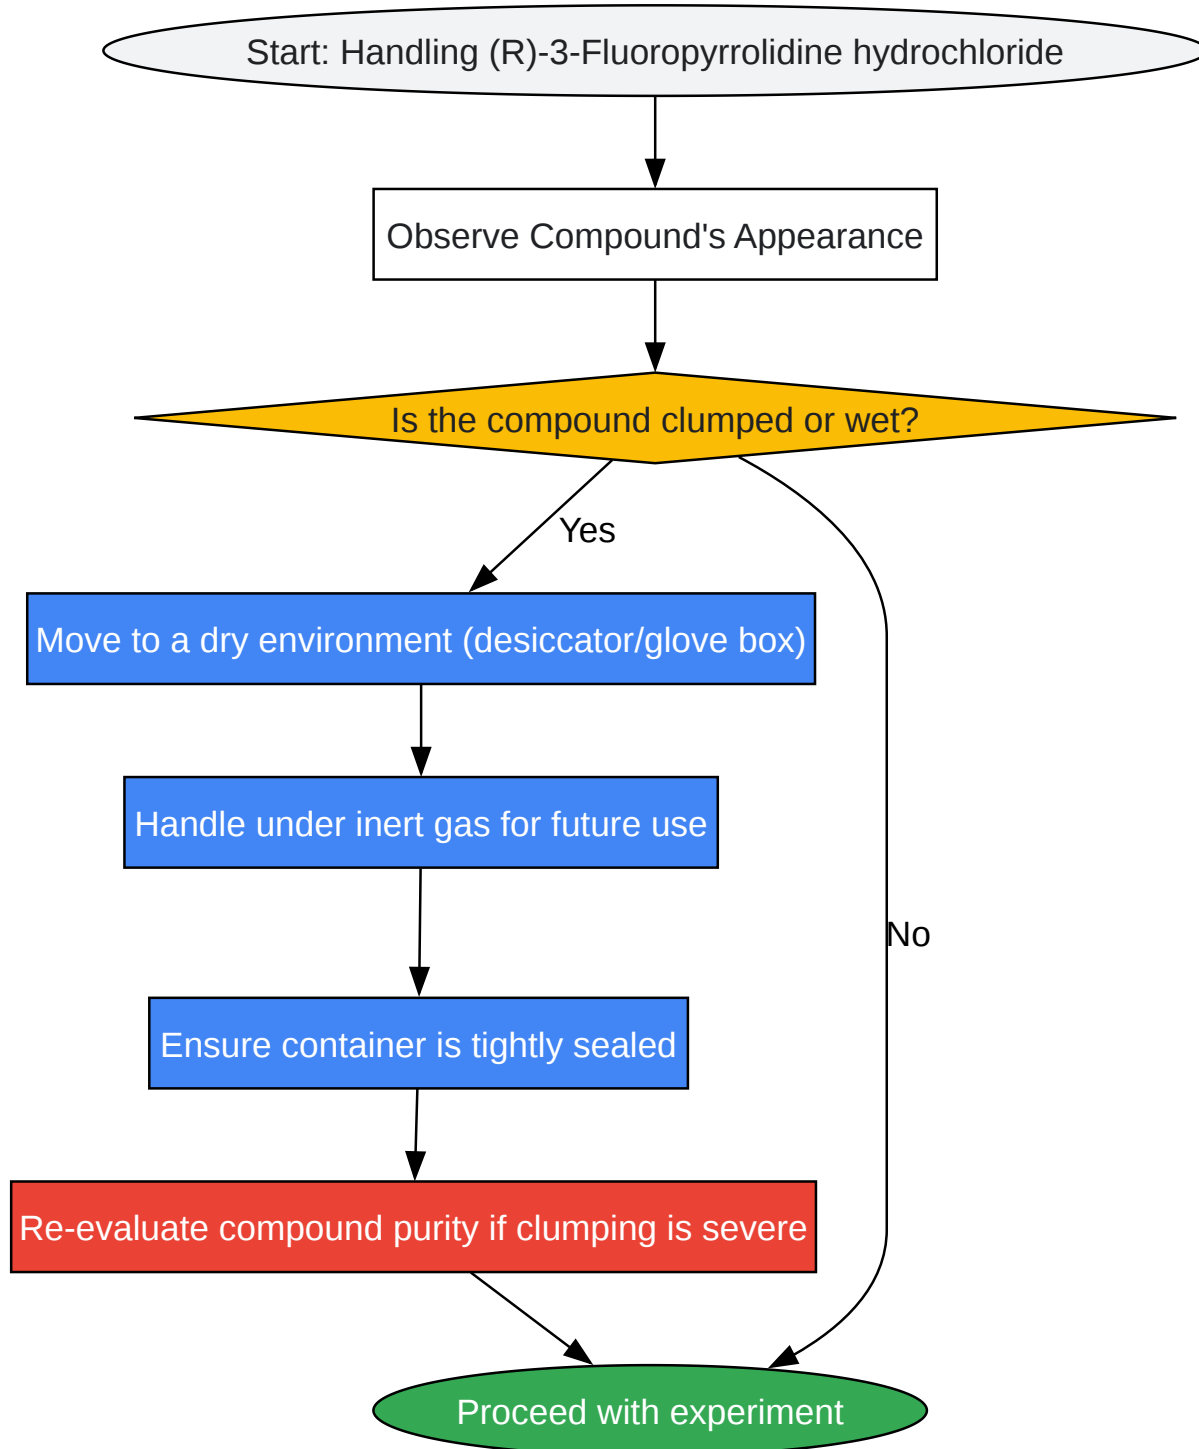 Start: Handling (R)-3-Fluoropyrrolidine hydrochloride
Observe Compound's Appearance
Is the compound clumped or wet?
Yes
Move to a dry environment (desiccator/glove box)
Handle under inert gas for future use
No
Ensure container is tightly sealed
Re-evaluate compound purity if clumping is severe
Proceed with experiment